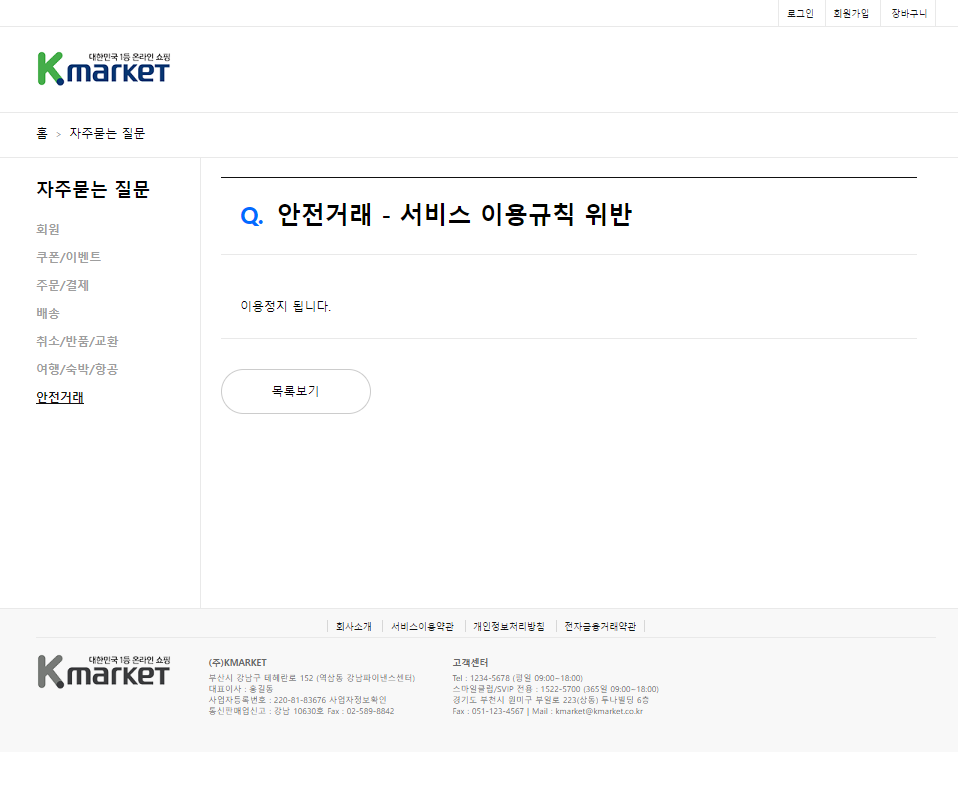 로그인 회원가입 장바구니
대한민국 1등 온라인 쇼핑
Kmarket
홈 > 자주묻는 질문
자주묻는 질문
회원
쿠폰/이벤트
주문/결제
배송
취소/반품/교환
여행/숙박/항공
안전거래
Q. 안전거래 - 서비스 이용규칙 위반
이용정지 됩니다.
목록보기
회사소개 서비스이용약관 개인정보처리방침 전자금융거래약관
대한민국 1등 온라인 쇼핑
Kmarket
(주)KMARKET
부산시 강남구 테헤란로 152 (역삼동 강남파이낸스센터)
대표이사 : 홍길동
사업자등록번호 : 220-81-83676 사업자정보확인
통신판매업신고 : 강남 10630호 Fax : 02-589-8842
고객센터
Tel : 1234-5678 (평일 09:00~18:00)
스마일클럽/SVIP 전용 : 1522-5700 (365일 09:00~18:00)
경기도 부천시 원미구 부일로 223(상동) 투나빌딩 6층
Fax : 051-123-4567 | Mail : kmarket@kmarket.co.kr